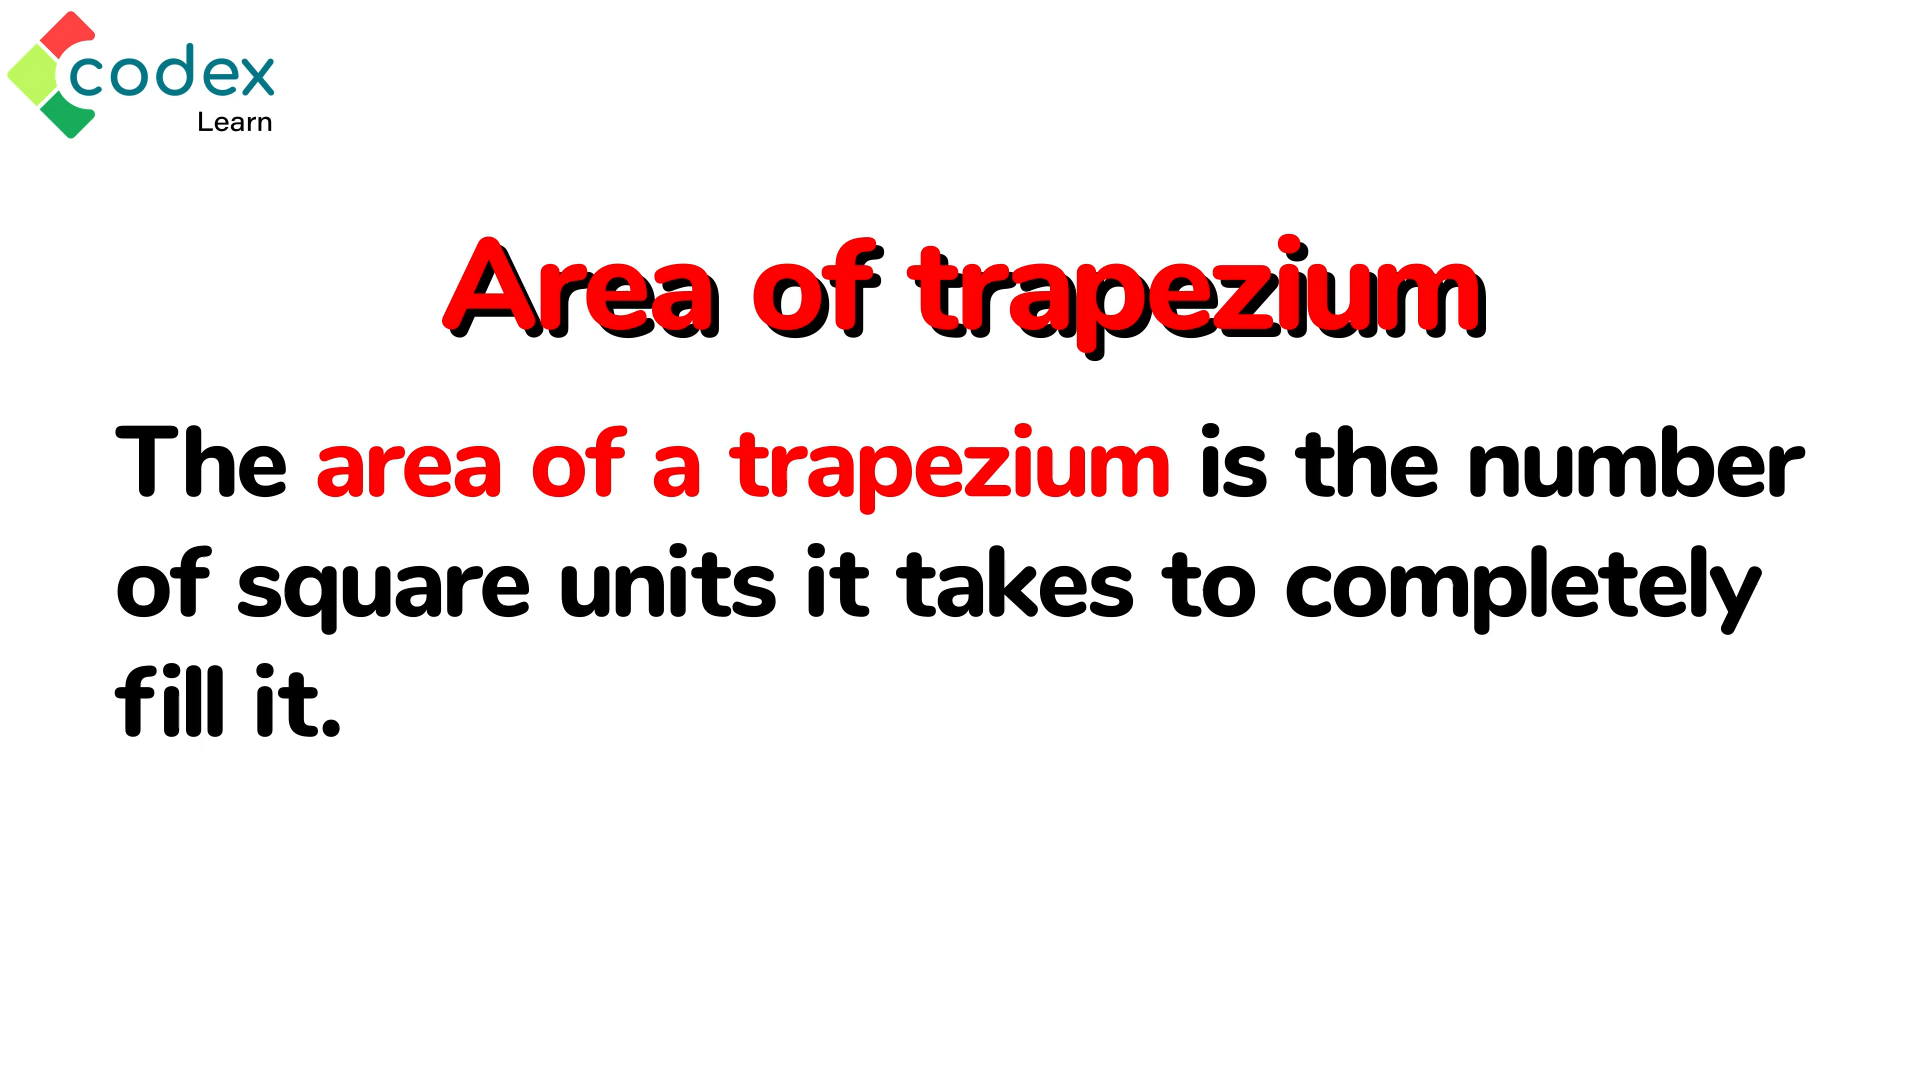 codex
Learn
Area of trapezium
The area of a trapezium is the number
of square units it takes to completely
fill it.